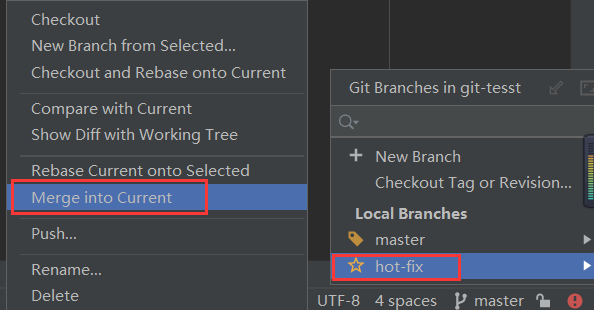 Checkout
New Branch from Selected...
Checkout and Rebase onto Current
Compare with Current
Show Diff with Working Tree
Rebase Current onto Selected
Merge into Current
Push...
Rename...
Delete
Git Branches in git-tesst
New Branch
Checkout Tag or Revision...
Local Branches
master
hot-fix
UTF-8 4 spaces master